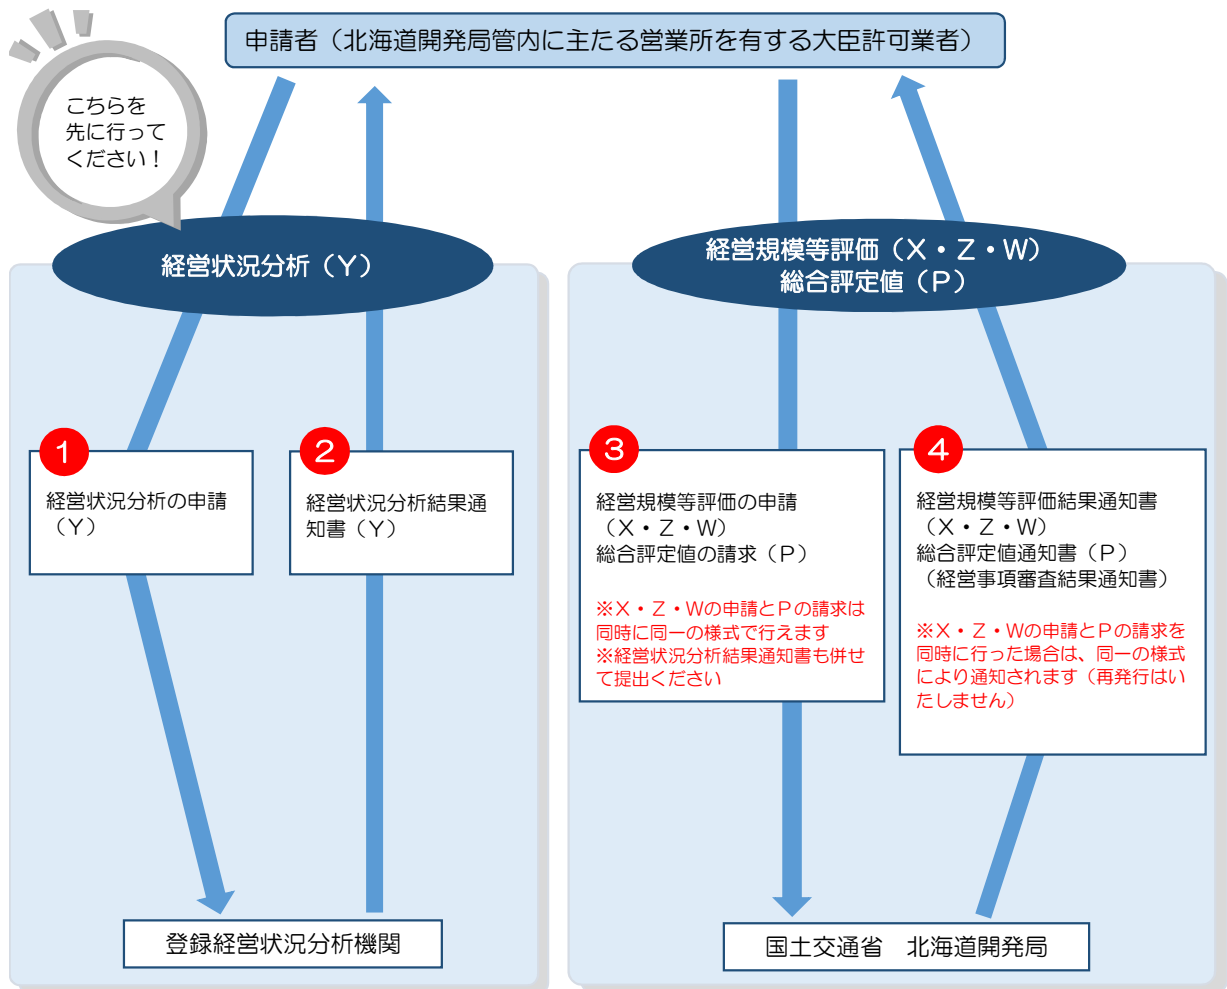 申請者（北海道開発局管内に主たる営業所を有する大臣許可業者）
こちらを
先に行って
ください！
経営状況分析（Ｙ）
1
経営状況分析の申請
（Ｙ）
2
経営状況分析結果通
知書（Ｙ）
登録経営状況分析機関
経営規模等評価（Ｘ・Ｚ・Ｗ）
総合評定値（Ｐ）
3
経営規模等評価の申請
（Ｘ・Ｚ・Ｗ）
総合評定値の請求（Ｐ）
※Ｘ・Ｚ・Ｗの申請とＰの請求は
同時に同一の様式で行えます
※経営状況分析結果通知書も併せ
て提出ください
4
経営規模等評価結果通知書
（Ｘ・Ｚ・Ｗ）
総合評定値通知書（Ｐ）
（経営事項審査結果通知書）
※Ｘ・Ｚ・Ｗの申請とＰの請求を
同時に行った場合は、同一の様式
により通知されます（再発行はい
たしません）
国土交通省　北海道開発局